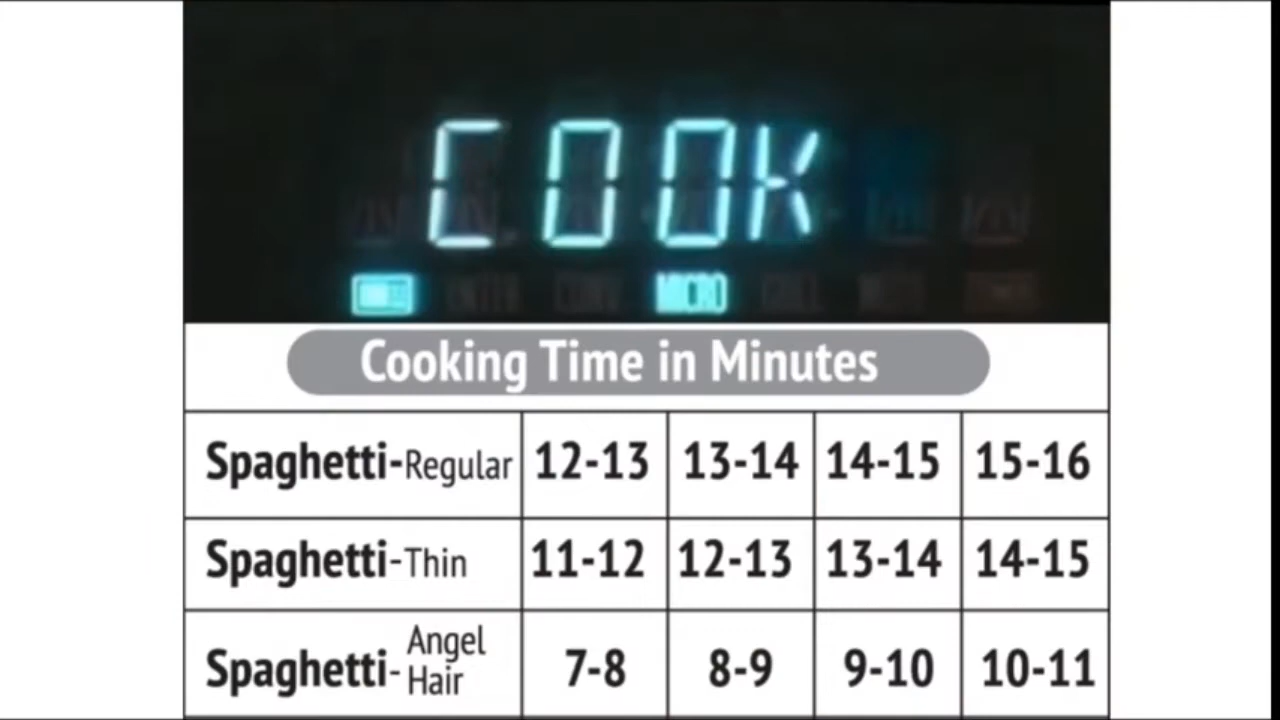 COOK
MICRO
Cooking Time in Minutes
Spaghetti-Regular 12-13 13-14 14-15 15-16
Spaghetti-Thin 11-12 12-13 13-14 14-15
Spaghetti-Angel Hair 7-8 8-9 9-10 10-11